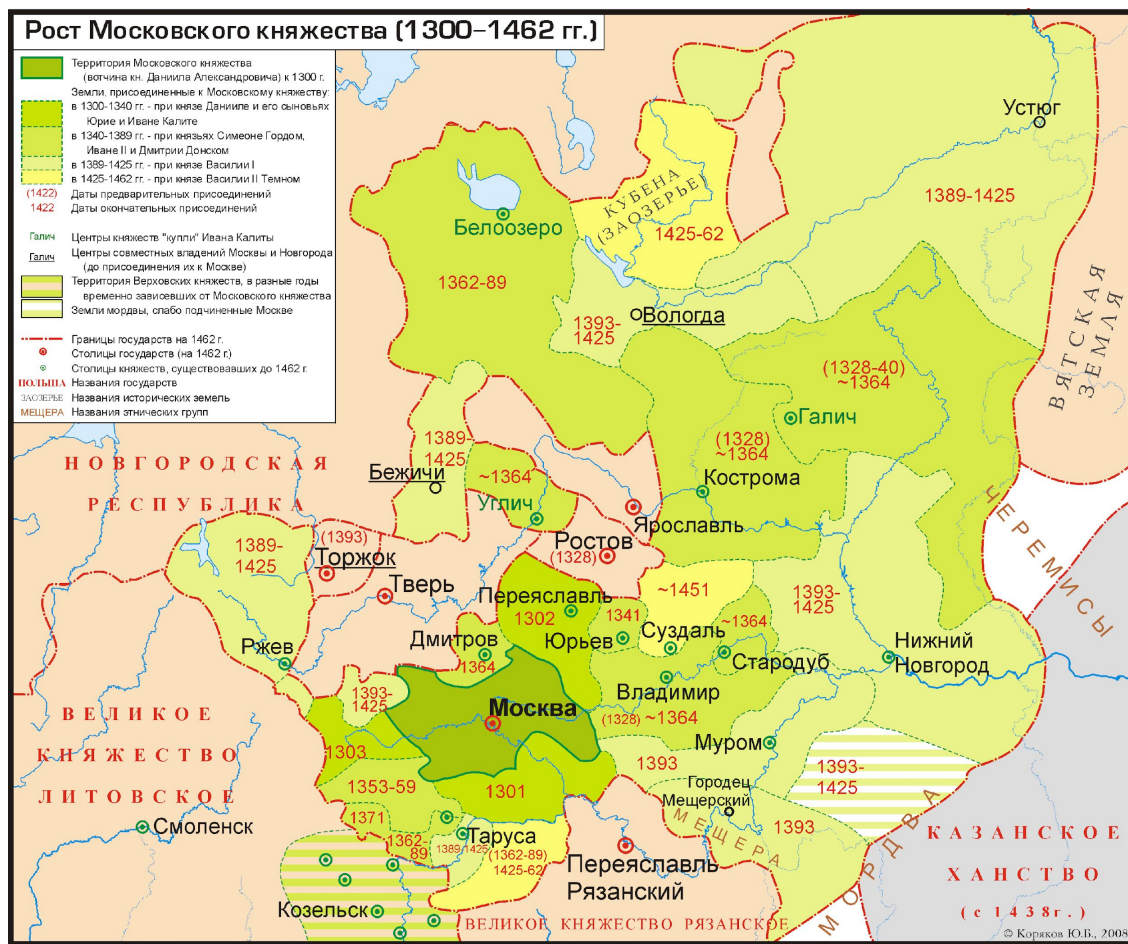 Рост Московского княжества (1300–1462 гг.)
Территория Московского княжества
(вотчина кн. Даниила Александровича) к 1300 г.
Земли, присоединенные к Московскому княжеству:
в 1300-1340 гг. - при князе Данииле и его сыновьях
Юрие и Иване Калите
в 1340-1389 гг. - при князьях Симеоне Гордом,
Иване II и Дмитрии Донском
в 1389-1425 гг. - при князе Василии I
в 1425-1462 гг. - при князе Василии II Темном
(1422) Даты предварительных присоединений
1422 Даты окончательных присоединений
Галич Центры княжеств "купли" Ивана Калиты
Галич Центры совместных владений Москвы и Новгорода
(до присоединения их к Москве)
Территория Верховских княжеств, в разные годы
временно зависевших от Московского княжества
Земли мордвы, слабо подчиненные Москве
Границы государств на 1462 г.
Столицы государств (на 1462 г.)
Столицы княжеств, существовавших до 1462 г.
ПОЛЬША Названия государств
ЗАОЗЕРЬЕ Названия исторических земель
МЕЩЕРА Названия этнических групп
Устюг
1389-1425
КУБЕНА
(ЗАОЗЕРЬЕ)
1425-62
Белоозеро
1362-89
Вологда
1393-
1425
ВЯТСКАЯ
ЗЕМЛЯ
(1328-40)
~1364
Галич
(1328)
~1364
Кострома
1389-
1425
Бежичи
~1364
Углич
Ярославль
НОВГОРОДСКАЯ
РЕСПУБЛИКА
ЧЕРЕМИСЫ
1389-
1425
(1393)
Торжок
Тверь
Ростов
(1328)
Переяславль
1302
1341
Юрьев
~1451
Суздаль
~1364
Стародуб
1393-
1425
Нижний
Новгород
Ржев
Дмитров
1364
Владимир
(1328) ~1364
Москва
1393-
1425
1303
Муром
ВЕЛИКОЕ
КНЯЖЕСТВО
ЛИТОВСКОЕ
1353-59
1301
1393
Городец
Мещерский
1393-
1425
1371
1362-
89
Таруса
1389-1425
(1362-89)
1425-62
Смоленск
МЕЩЕРА
1393
МОРДВА
Переяславль
Рязанский
КАЗАНСКОЕ
ХАНСТВО
(с 1438г.)
Козельск
ВЕЛИКОЕ КНЯЖЕСТВО РЯЗАНСКОЕ
© Коряков Ю.Б., 2008